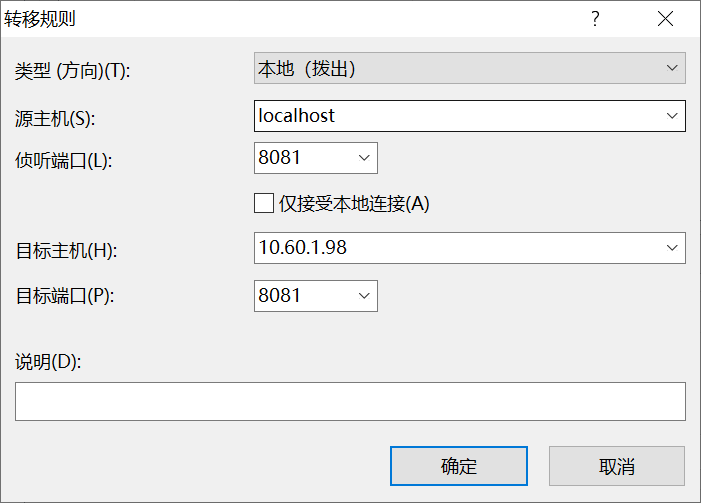 转移规则
类型 (方向)(T):
本地（拨出）
源主机(S):
localhost
侦听端口(L):
8081
仅接受本地连接(A)
目标主机(H):
10.60.1.98
目标端口(P):
8081
说明(D):
确定
取消